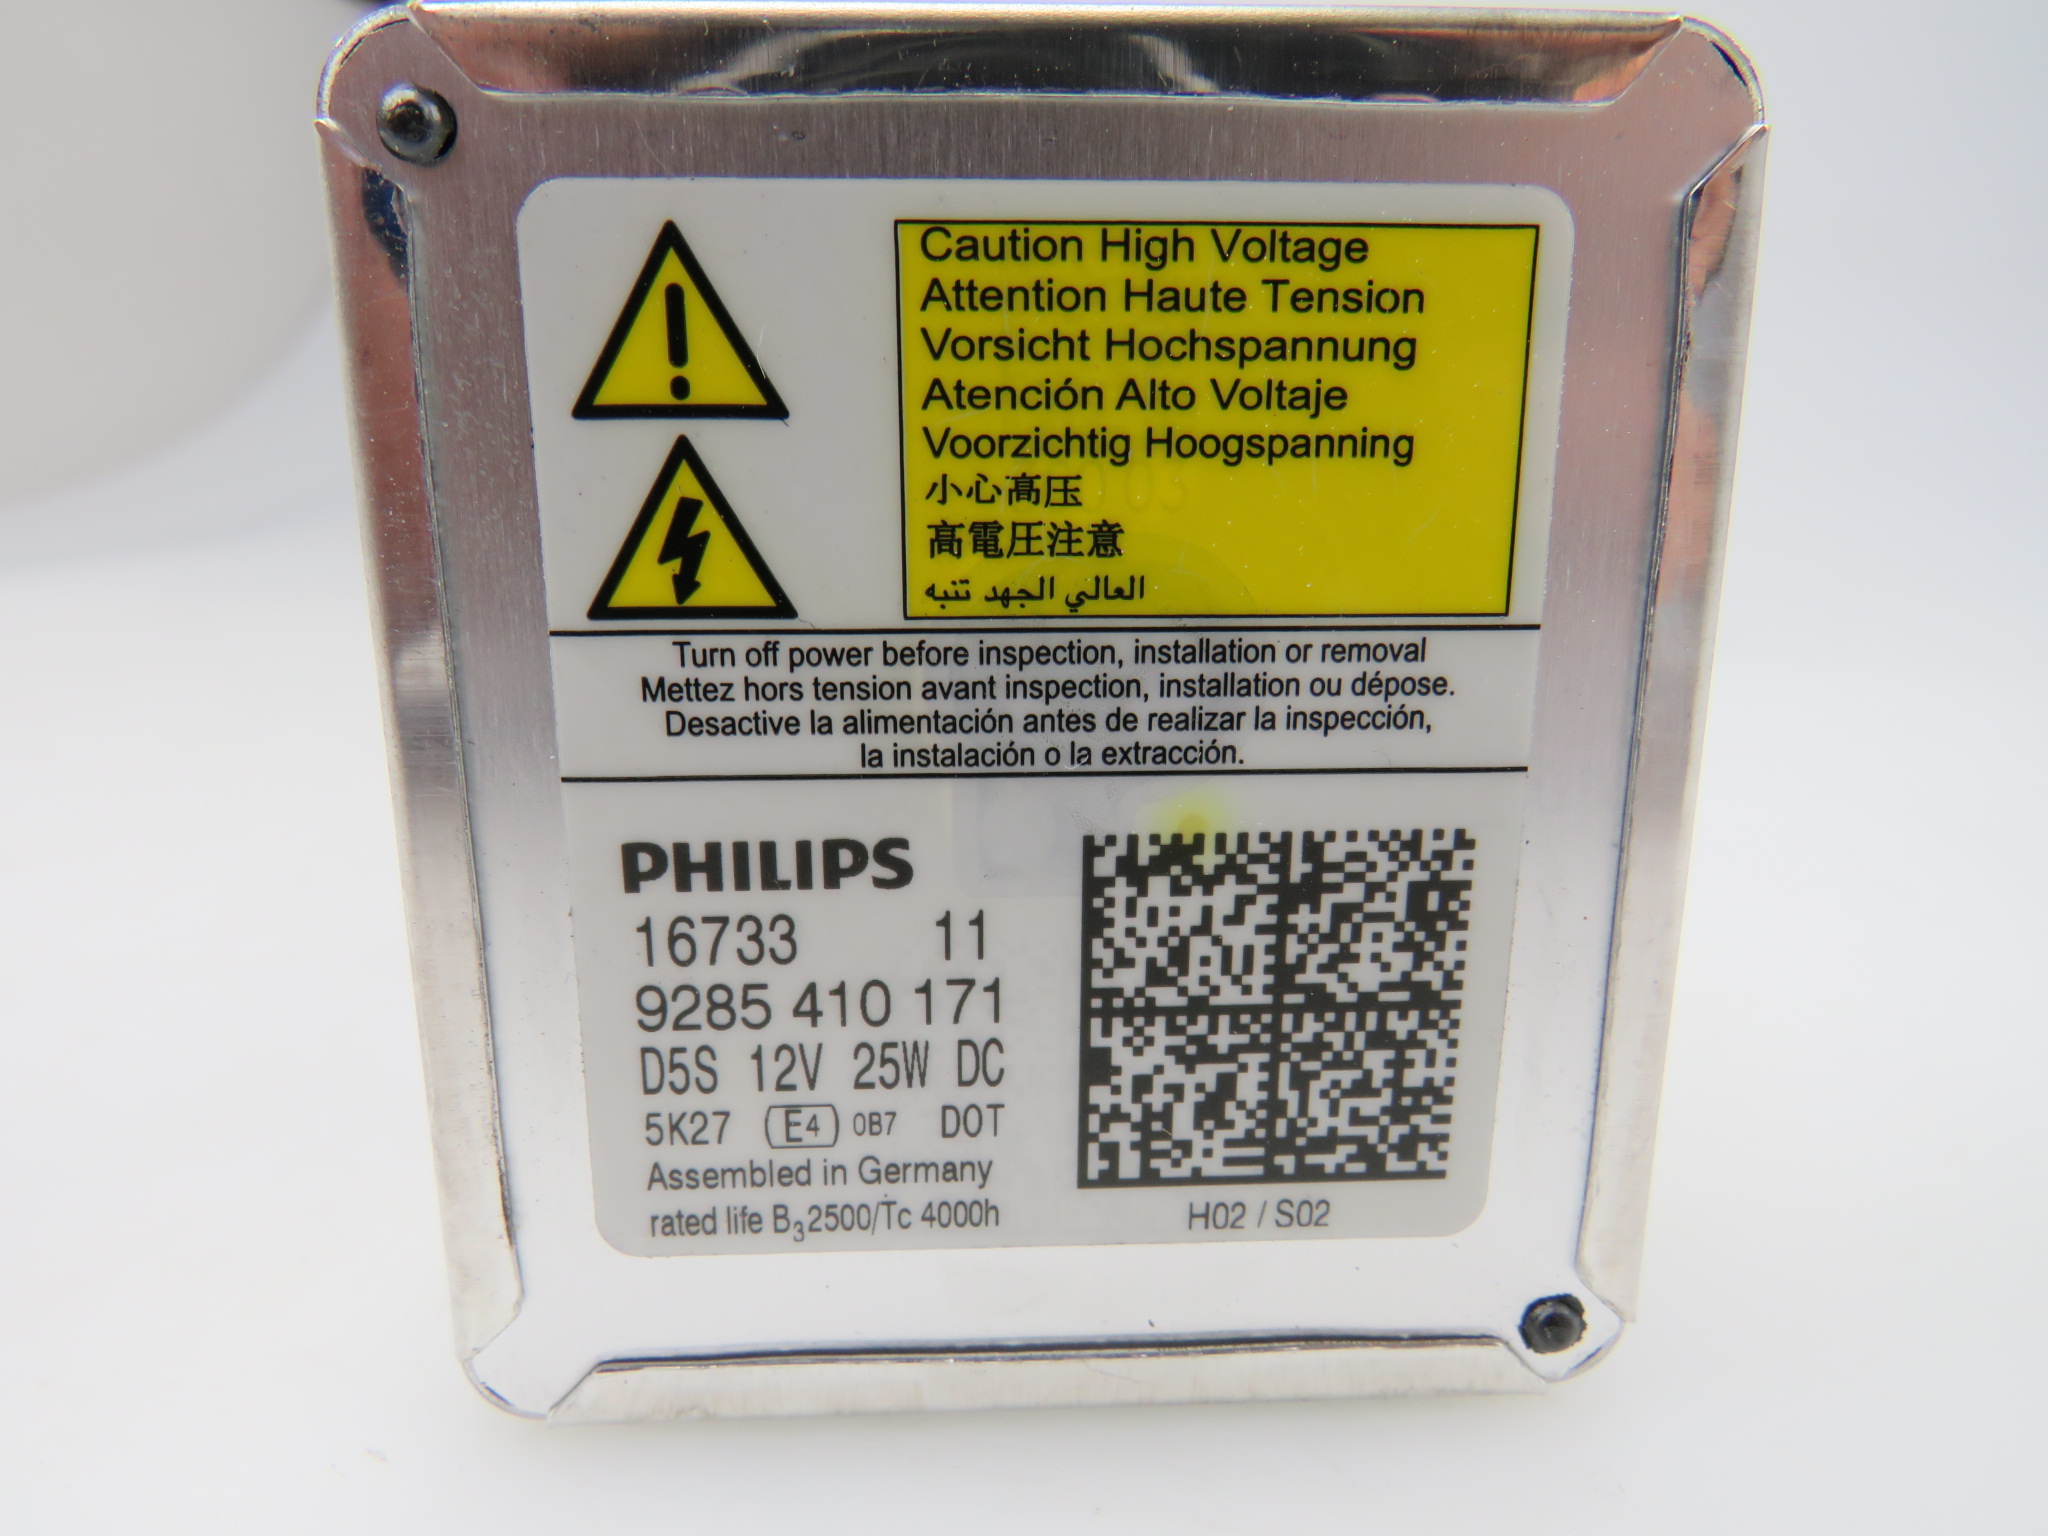 Caution High Voltage
Attention Haute Tension
Vorsicht Hochspannung
Atención Alto Voltaje
Voorzichtig Hoogspanning
小心高压
高電圧注意
العالي الجهد تنبه
Turn off power before inspection, installation or removal
Mettez hors tension avant inspection, installation ou dépose.
Desactive la alimentación antes de realizar la inspección,
la instalación o la extracción.
PHILIPS
16733 11
9285 410 171
D5S 12V 25W DC
5K27 E4 0B7 DOT
Assembled in Germany
rated life B3 2500/Tc 4000h
H02 / S02